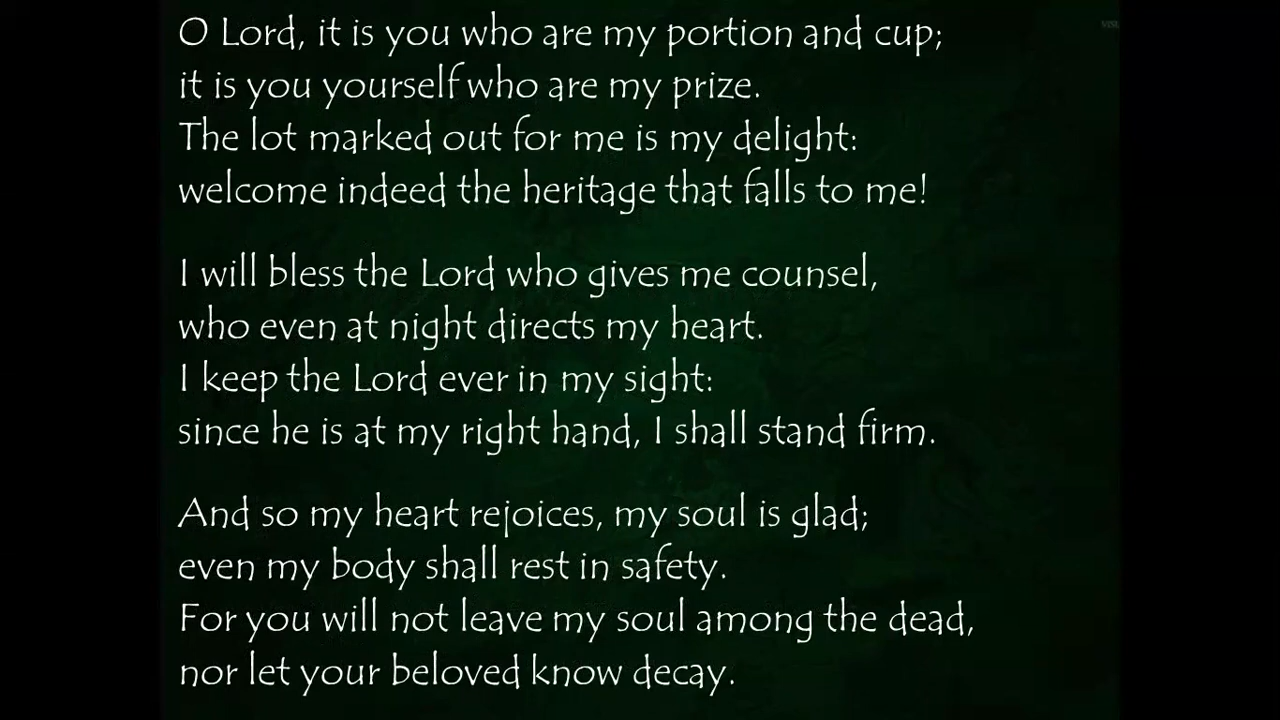 O Lord, it is you who are my portion and cup;
it is you yourself who are my prize.
The lot marked out for me is my delight:
welcome indeed the heritage that falls to me!
I will bless the Lord who gives me counsel,
who even at night directs my heart.
I keep the Lord ever in my sight:
since he is at my right hand, I shall stand firm.
And so my heart rejoices, my soul is glad;
even my body shall rest in safety.
For you will not leave my soul among the dead,
nor let your beloved know decay.